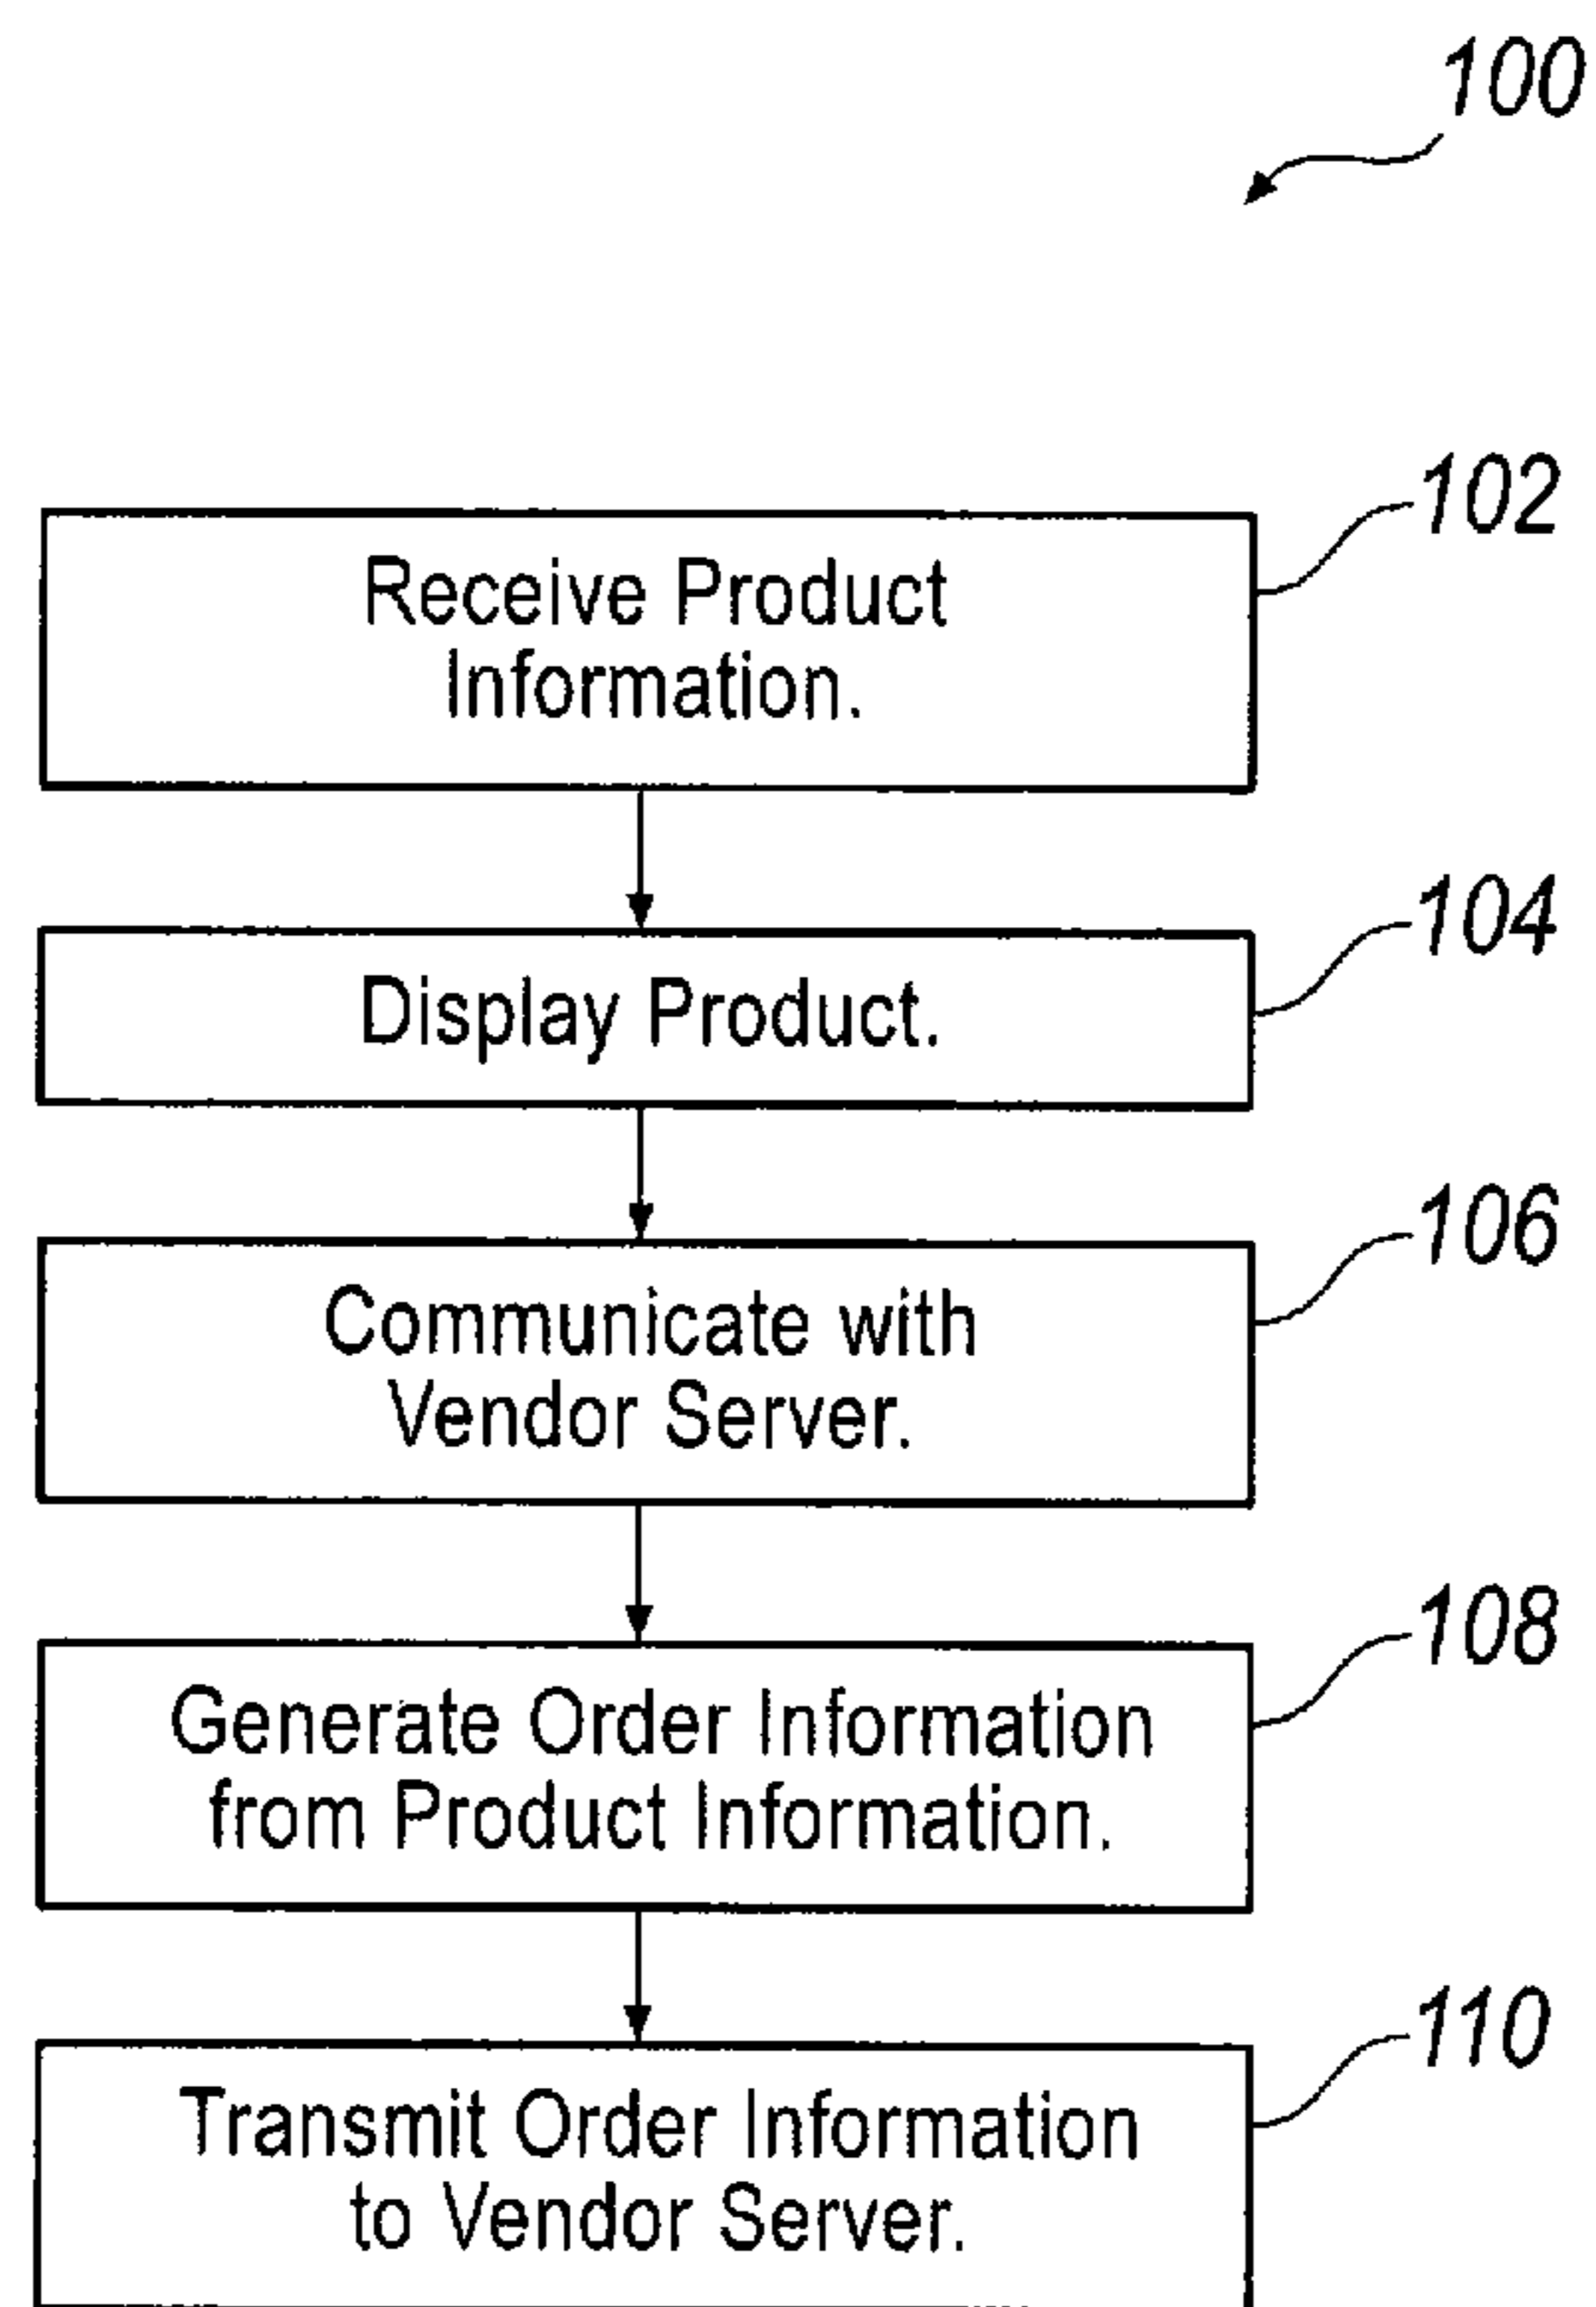 100
102
Receive Product
Information.
104
Display Product.
106
Communicate with
Vendor Server.
108
Generate Order Information
from Product Information.
110
Transmit Order Information
to Vendor Server.